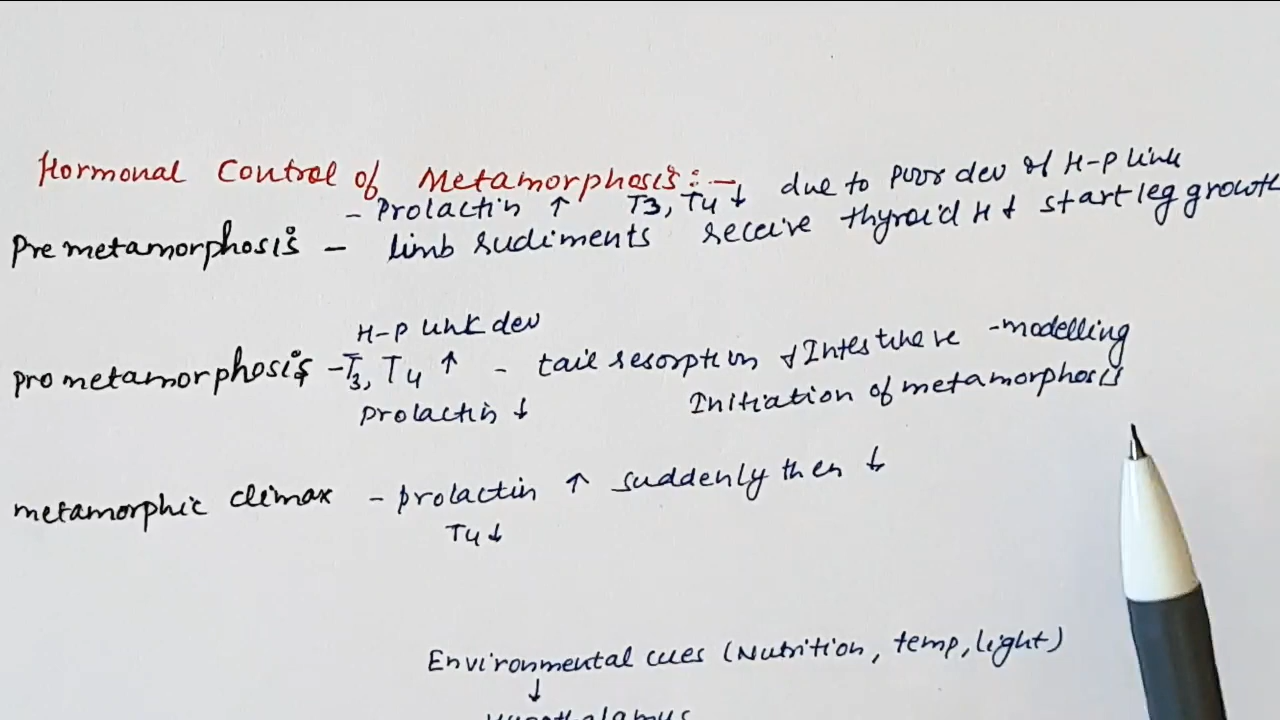 Hormonal Control of Metamorphosis:-
- Prolactin ↑ T3, T4 ↓ due to poor dev of H-P link
Premetamorphosis - limb rudiments receive thyroid H & start leg growth
H-P link dev
prometamorphosis - T3, T4 ↑ - tail resorption & Intestine re-modelling
Prolactin ↓ Initiation of metamorphosis
metamorphic climax - prolactin ↑ suddenly then ↓
T4 ↓
Environmental cues (Nutrition, temp, light)
↓
Hypothalamus